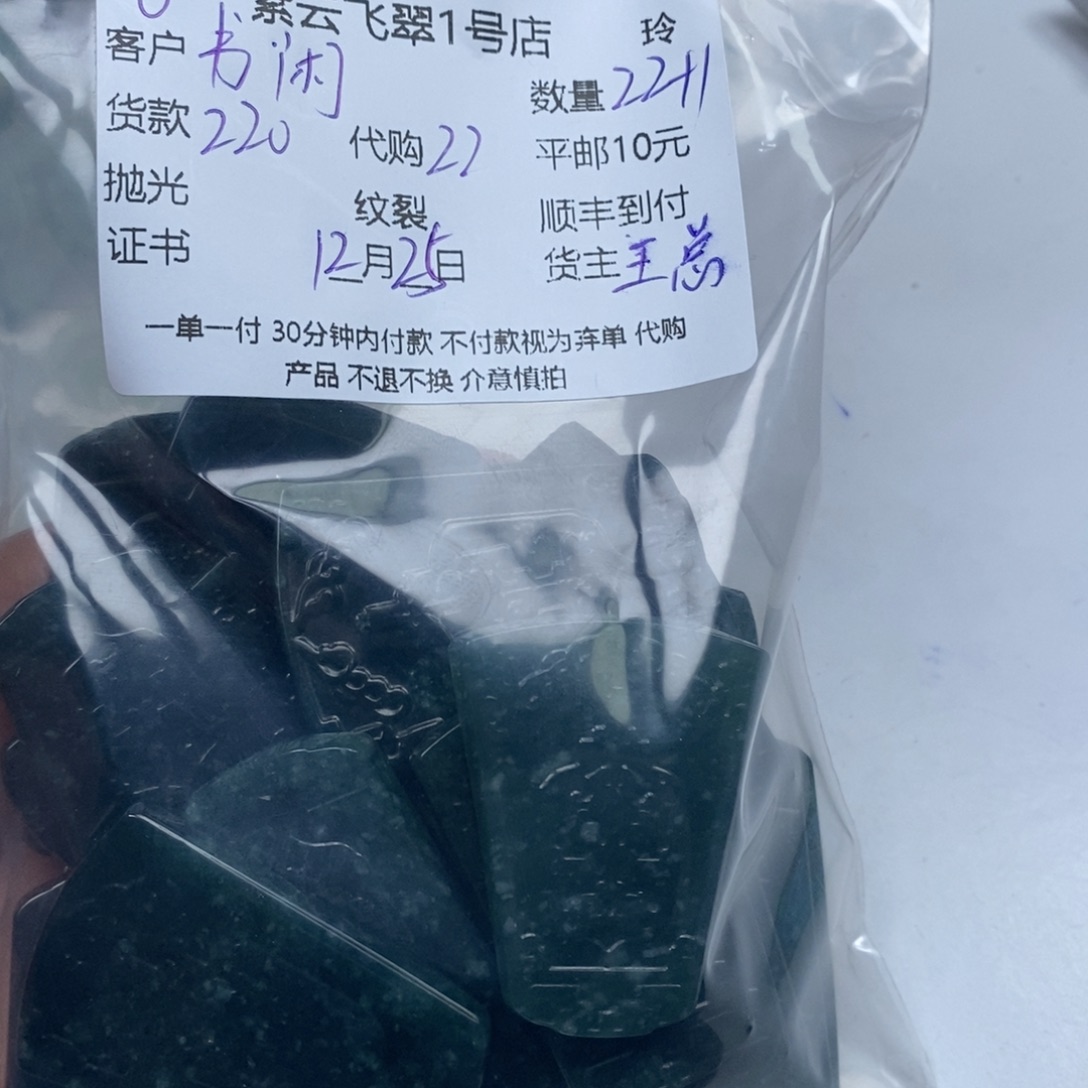 紫云飞翠1号店 玲
客户 书闲 数量 22+1
货款 220 代购 22 平邮10元
抛光 纹裂 顺丰到付
证书 12月25日 货主 王总
一单一付 30分钟内付款 不付款视为弃单 代购
产品 不退不换 介意慎拍